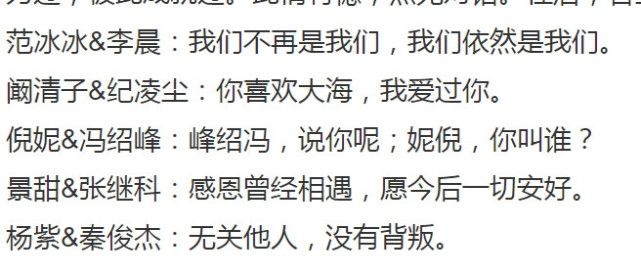 范冰冰&李晨：我们不再是我们，我们依然是我们。
阚清子&纪凌尘：你喜欢大海，我爱过你。
倪妮&冯绍峰：峰绍冯，说你呢；妮倪，你叫谁？
景甜&张继科：感恩曾经相遇，愿今后一切安好。
杨紫&秦俊杰：无关他人，没有背叛。